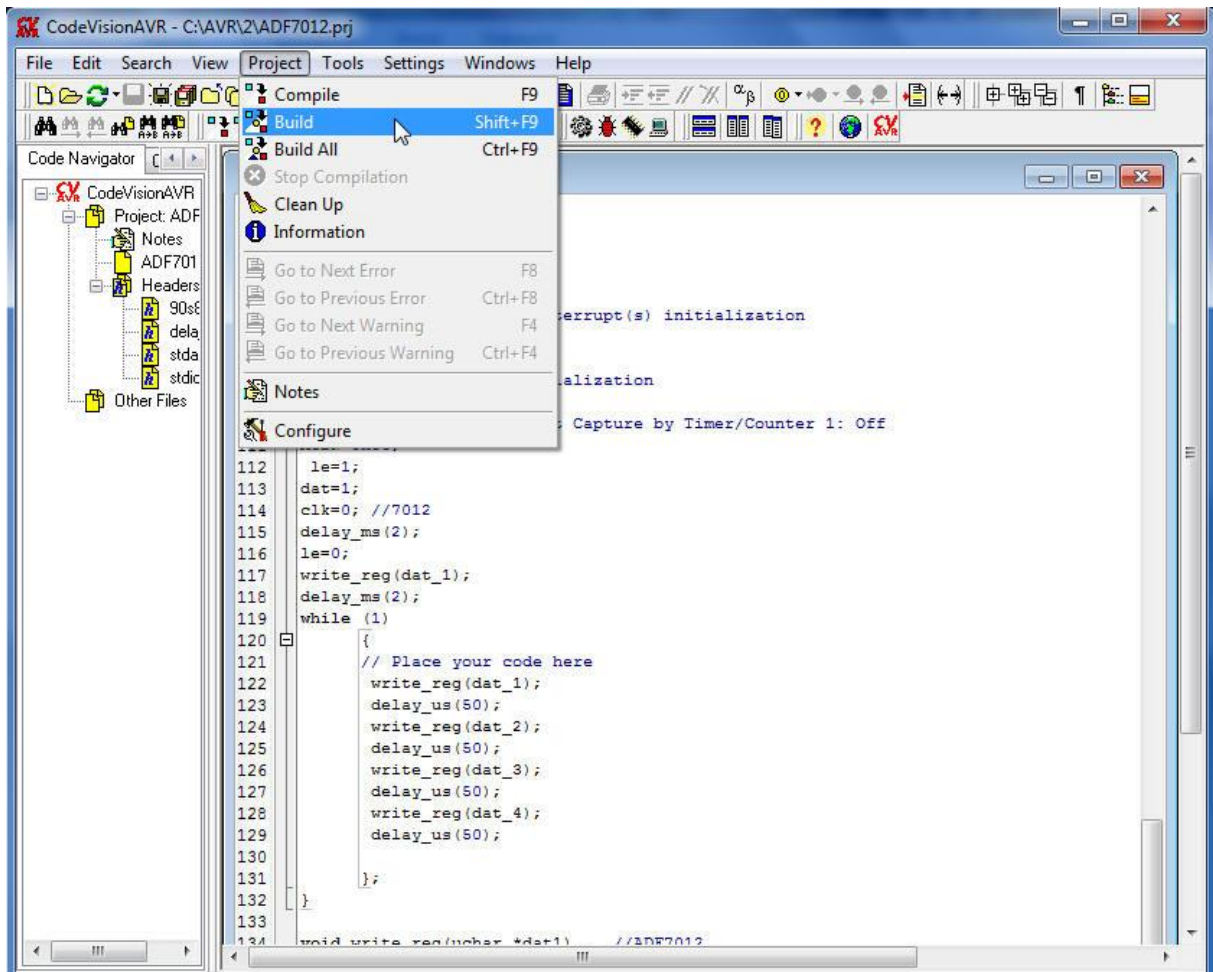 CodeVisionAVR - C:\AVR\2\ADF7012.prj
File Edit Search View Project Tools Settings Windows Help
Compile F9
Build Shift+F9
Build All Ctrl+F9
Stop Compilation
Clean Up
Information
Go to Next Error F8
Go to Previous Error Ctrl+F8
Go to Next Warning F4
Go to Previous Warning Ctrl+F4
Notes
Configure
Code Navigator
CodeVisionAVR
Project: ADF
Notes
ADF701
Headers
90s8
dela
stda
stdio
Other Files
errupt(s) initialization
alization
Capture by Timer/Counter 1: Off
112 le=1;
113 dat=1;
114 clk=0; //7012
115 delay_ms(2);
116 le=0;
117 write_reg(dat_1);
118 delay_ms(2);
119 while (1)
120 {
121 // Place your code here
122 write_reg(dat_1);
123 delay_us(50);
124 write_reg(dat_2);
125 delay_us(50);
126 write_reg(dat_3);
127 delay_us(50);
128 write_reg(dat_4);
129 delay_us(50);
130
131 };
132 }
133
134 void write_reg(uchar *dat1) //ADF7012